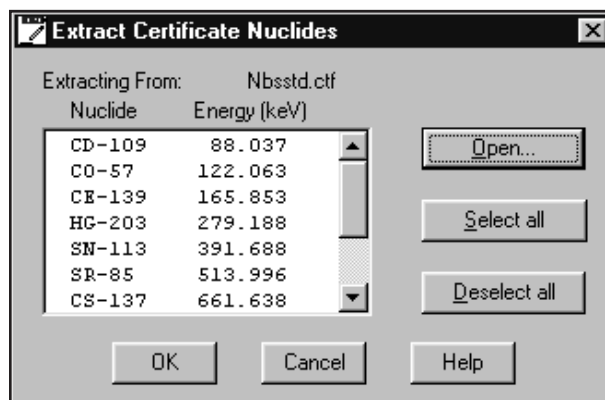 Extract Certificate Nuclides
Extracting From: Nbsstd.ctf
Nuclide Energy (keV)
CD-109 88.037
CO-57 122.063
CE-139 165.853
HG-203 279.188
SN-113 391.688
SR-85 513.996
CS-137 661.638
Open...
Select all
Deselect all
OK Cancel Help